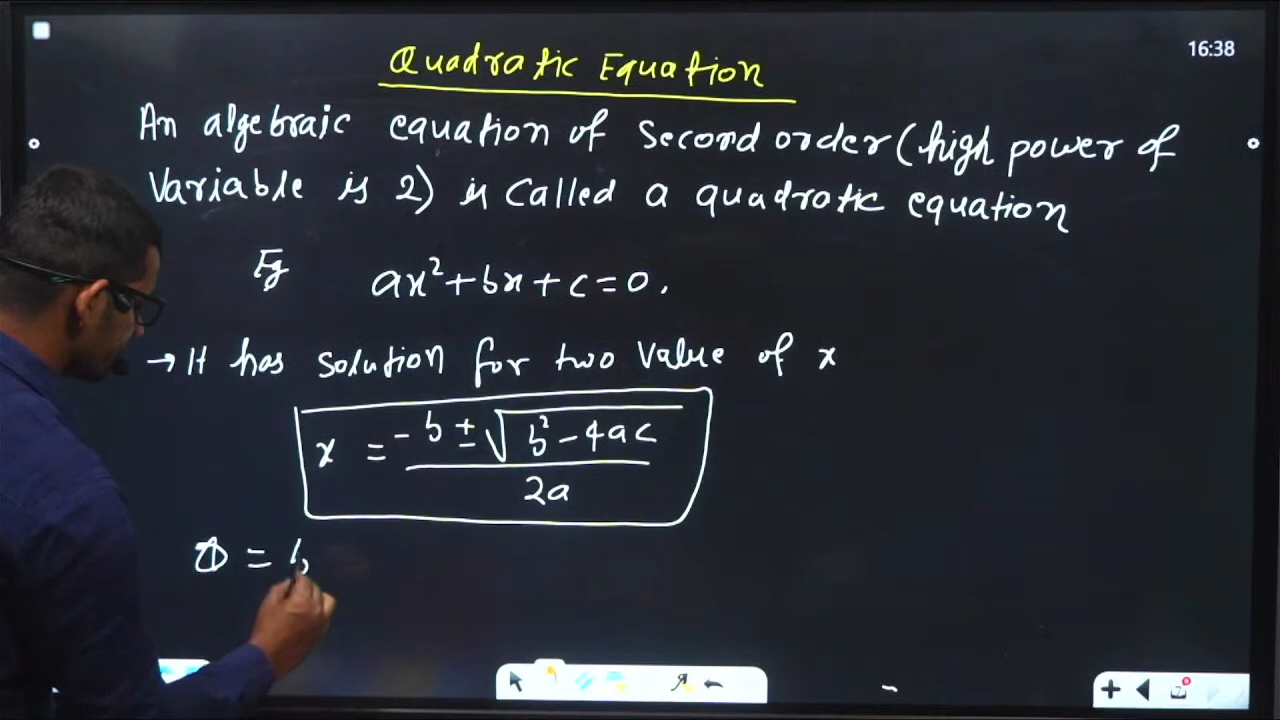 Quadratic Equation
16:38
An algebraic equation of second order (high power of
Variable is 2) is called a quadratic equation
Eg ax²+bx+c=0.
→ It has solution for two value of x
x = -b ± √b²-4ac / 2a
D = b